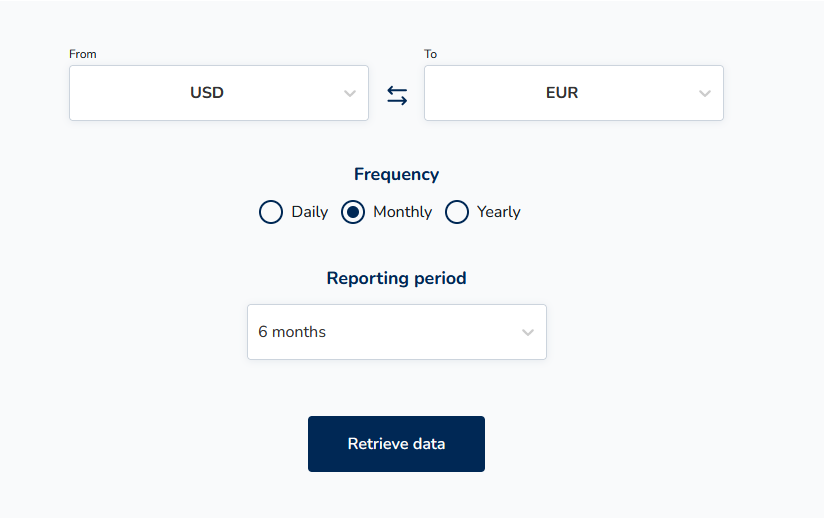 From To
USD EUR
Frequency
Daily Monthly Yearly
Reporting period
6 months
Retrieve data